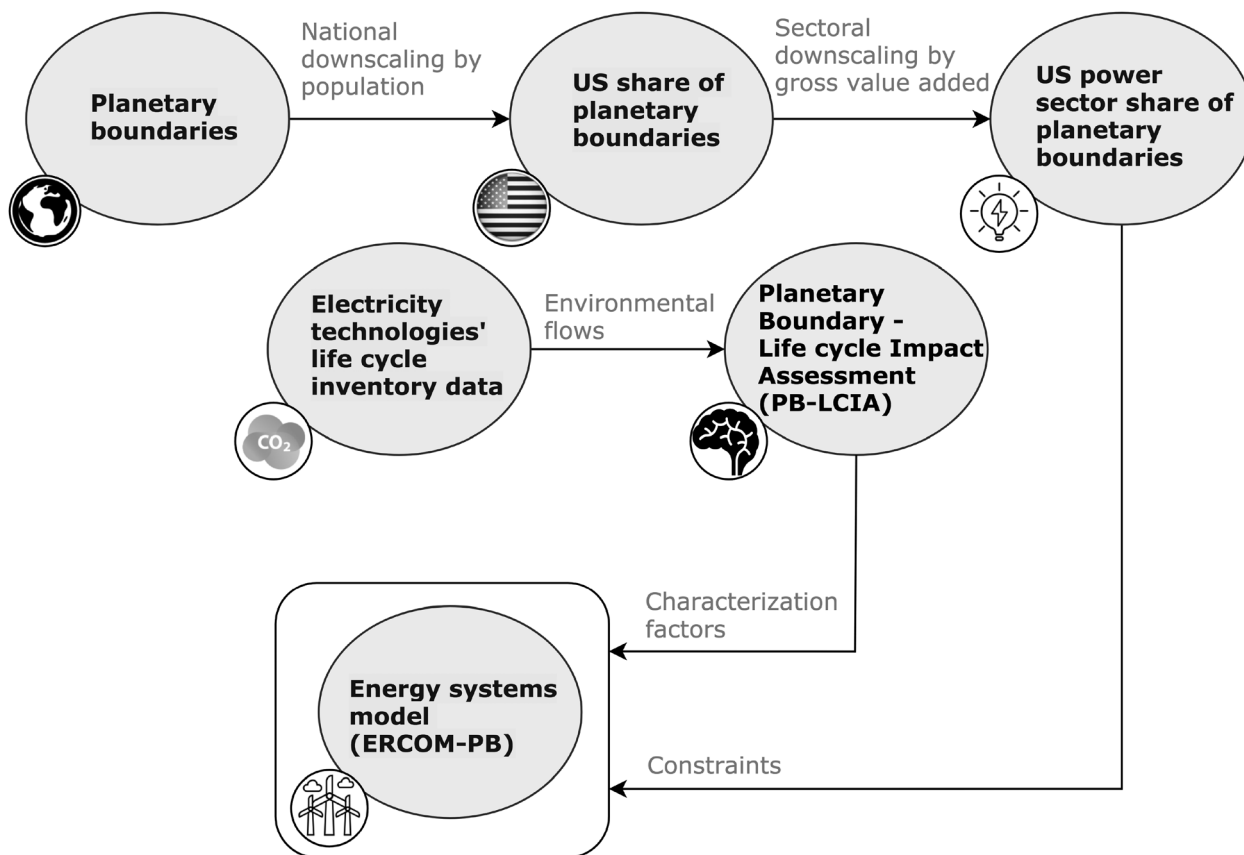 Planetary
boundaries
National
downscaling by
population
US share of
planetary
boundaries
Sectoral
downscaling by
gross value added
US power
sector share of
planetary
boundaries
Electricity
technologies'
life cycle
inventory data
CO₂
Environmental
flows
Planetary
Boundary -
Life cycle Impact
Assessment
(PB-LCIA)
Characterization
factors
Energy systems
model
(ERCOM-PB)
Constraints